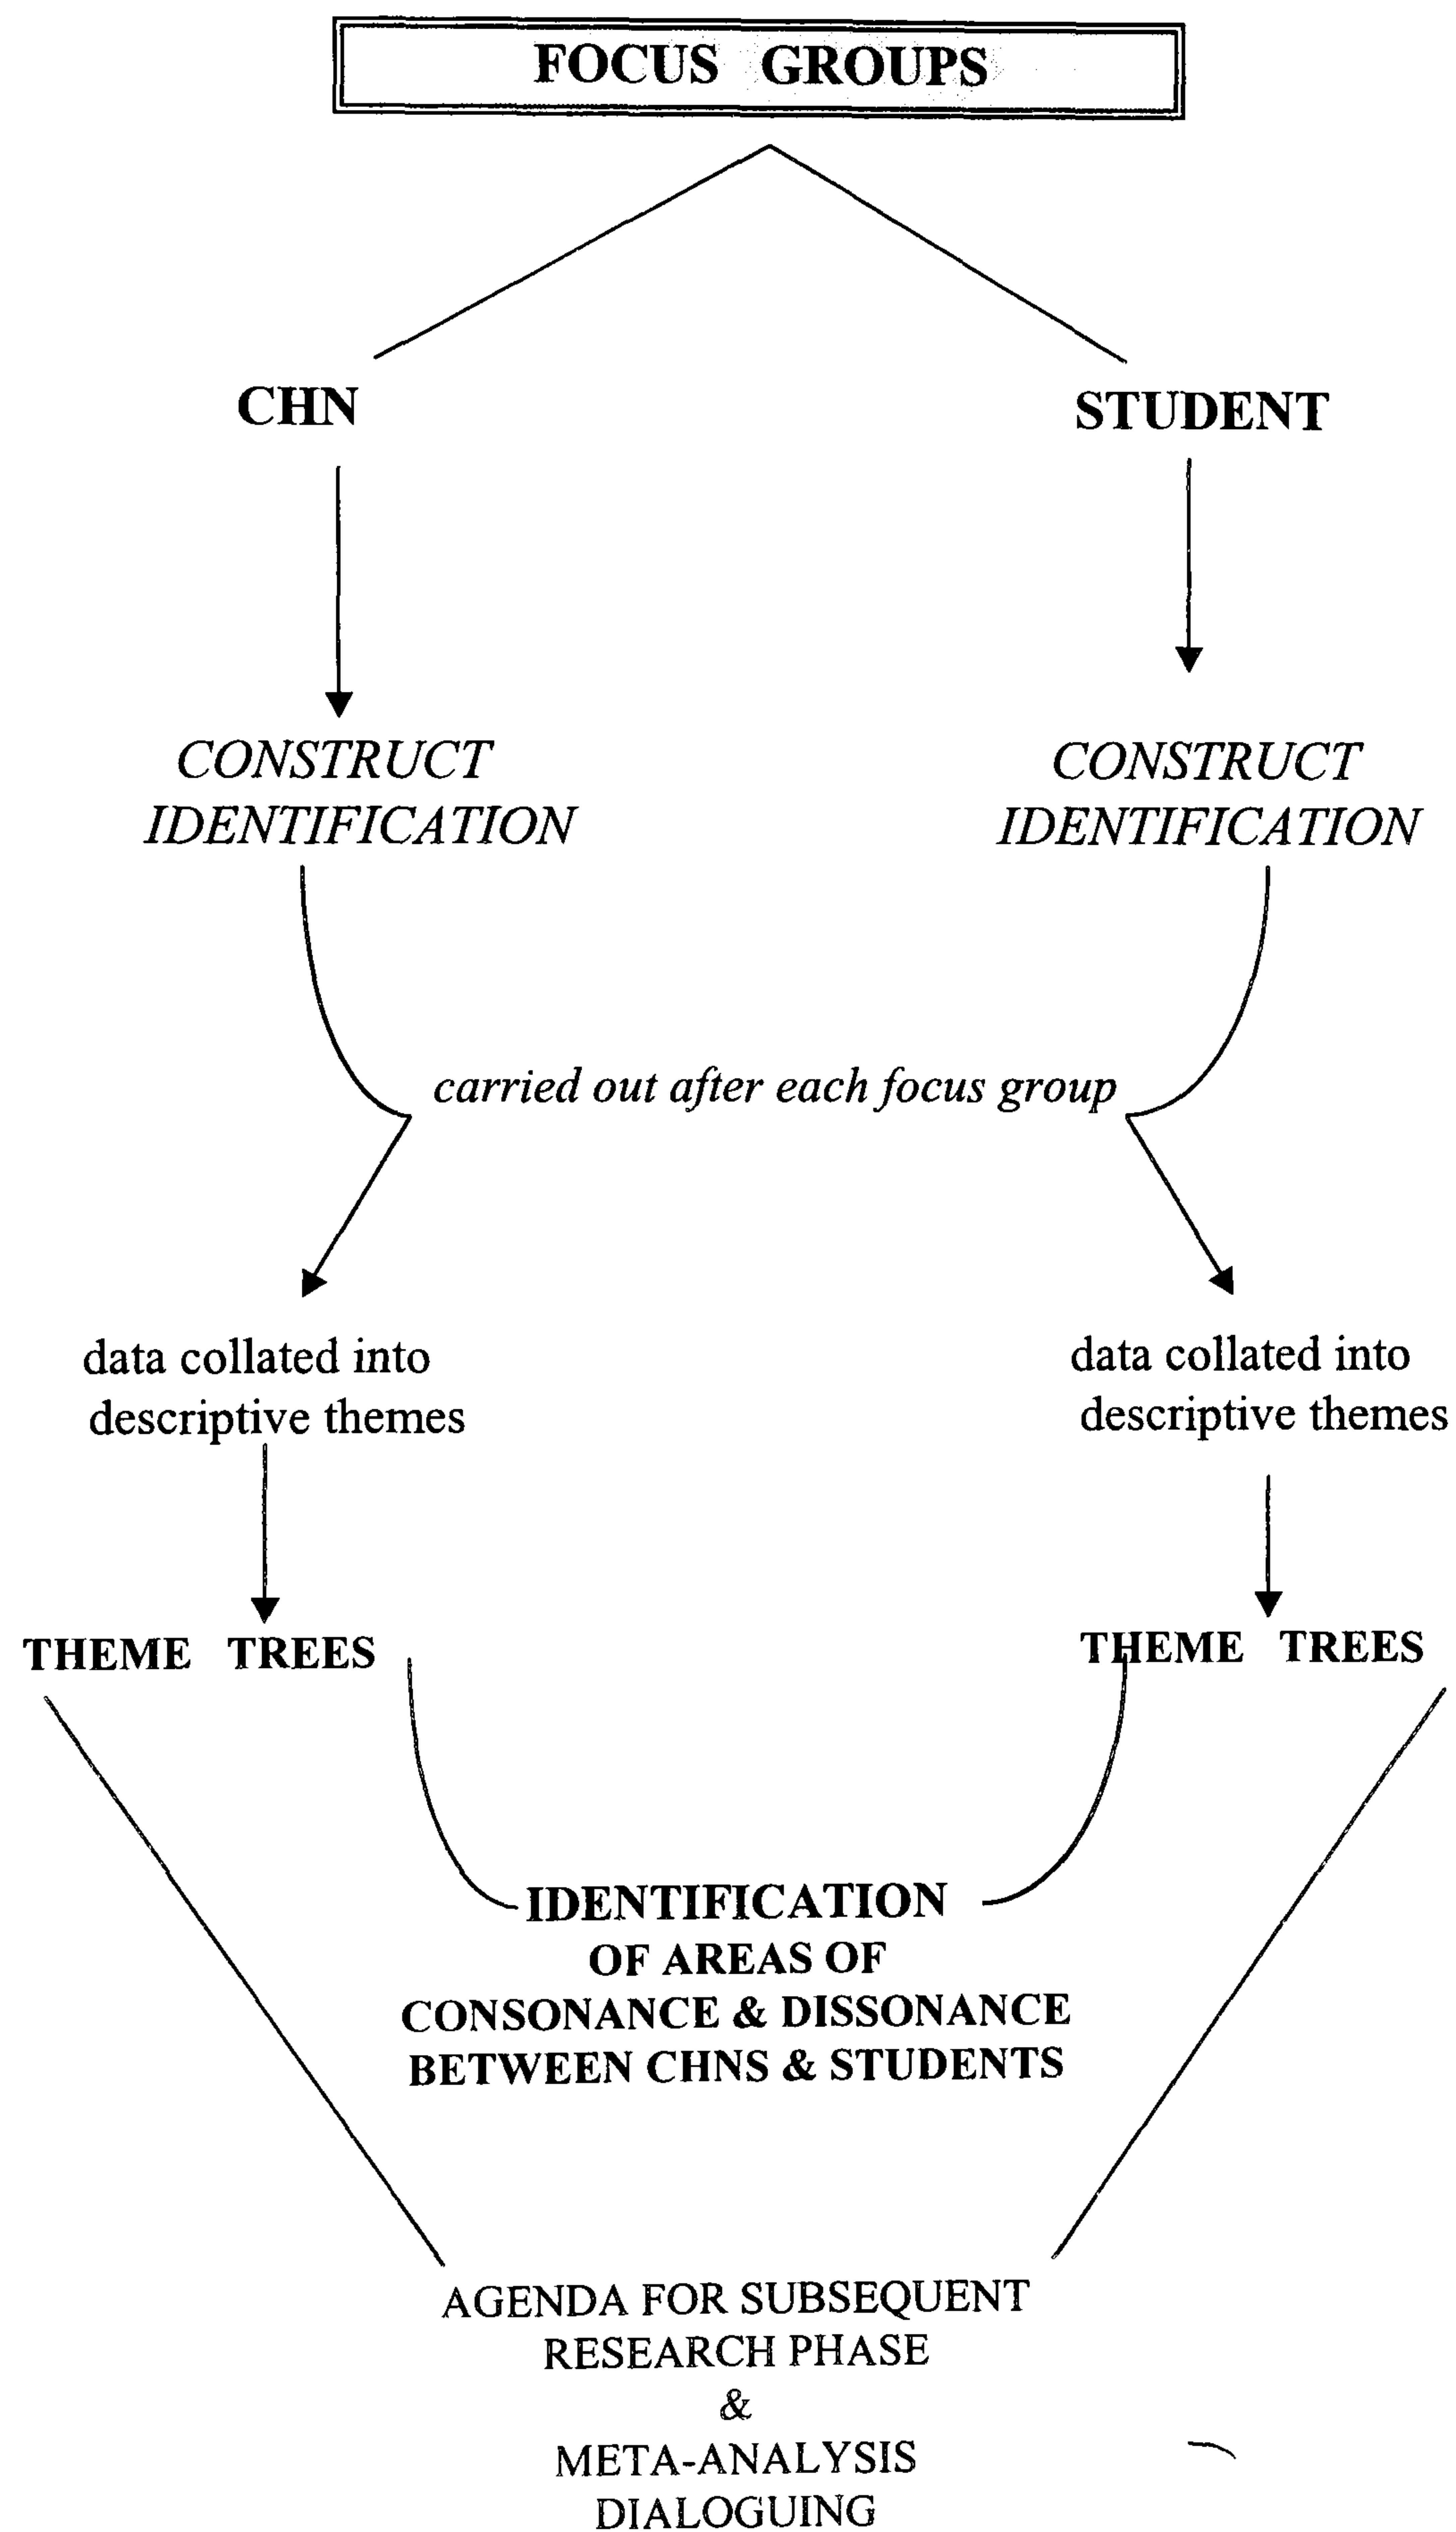 FOCUS GROUPS
CHN
STUDENT
CONSTRUCT
IDENTIFICATION
CONSTRUCT
IDENTIFICATION
carried out after each focus group
data collated into
descriptive themes
data collated into
descriptive themes
THEME TREES
THEME TREES
IDENTIFICATION
OF AREAS OF
CONSONANCE & DISSONANCE
BETWEEN CHNS & STUDENTS
AGENDA FOR SUBSEQUENT
RESEARCH PHASE
&
META-ANALYSIS
DIALOGUING